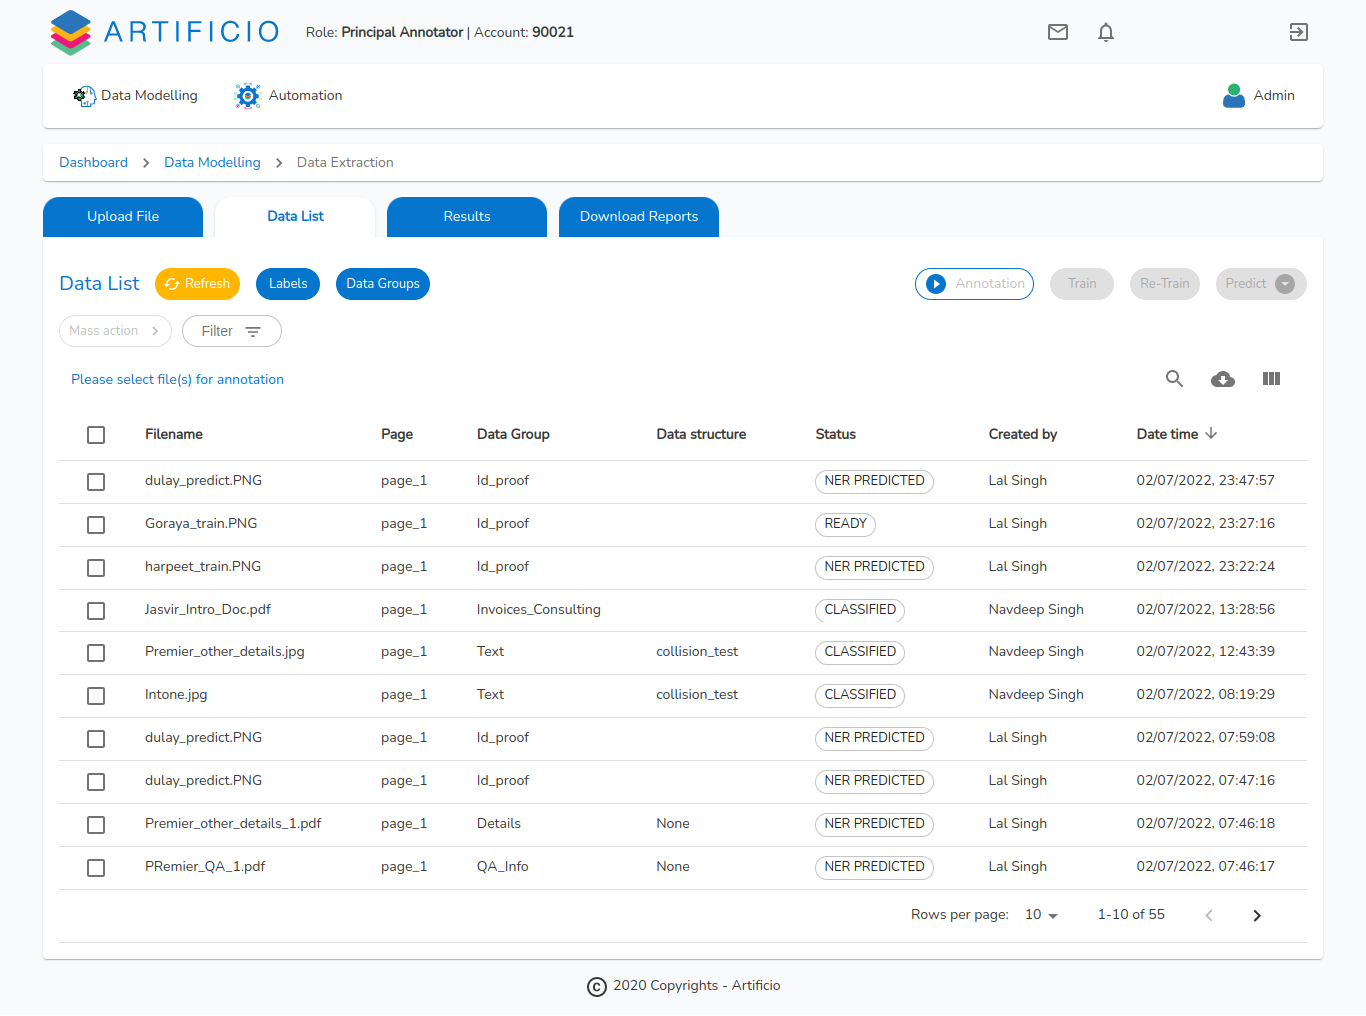 ARTIFICIO
Role: Principal Annotator | Account: 90021
Data Modelling
Automation
Admin
Dashboard > Data Modelling > Data Extraction
Upload File
Data List
Results
Download Reports
Data List
Refresh
Labels
Data Groups
Annotation
Train
Re-Train
Predict
Mass action
Filter
Please select file(s) for annotation
Filename Page Data Group Data structure Status Created by Date time
dulay_predict.PNG page_1 Id_proof NER PREDICTED Lal Singh 02/07/2022, 23:47:57
Goraya_train.PNG page_1 Id_proof READY Lal Singh 02/07/2022, 23:27:16
harpeet_train.PNG page_1 Id_proof NER PREDICTED Lal Singh 02/07/2022, 23:22:24
Jasvir_Intro_Doc.pdf page_1 Invoices_Consulting CLASSIFIED Navdeep Singh 02/07/2022, 13:28:56
Premier_other_details.jpg page_1 Text collision_test CLASSIFIED Navdeep Singh 02/07/2022, 12:43:39
Intone.jpg page_1 Text collision_test CLASSIFIED Navdeep Singh 02/07/2022, 08:19:29
dulay_predict.PNG page_1 Id_proof NER PREDICTED Lal Singh 02/07/2022, 07:59:08
dulay_predict.PNG page_1 Id_proof NER PREDICTED Lal Singh 02/07/2022, 07:47:16
Premier_other_details_1.pdf page_1 Details None NER PREDICTED Lal Singh 02/07/2022, 07:46:18
PRemier_QA_1.pdf page_1 QA_Info None NER PREDICTED Lal Singh 02/07/2022, 07:46:17
Rows per page: 10 1-10 of 55
© 2020 Copyrights - Artificio